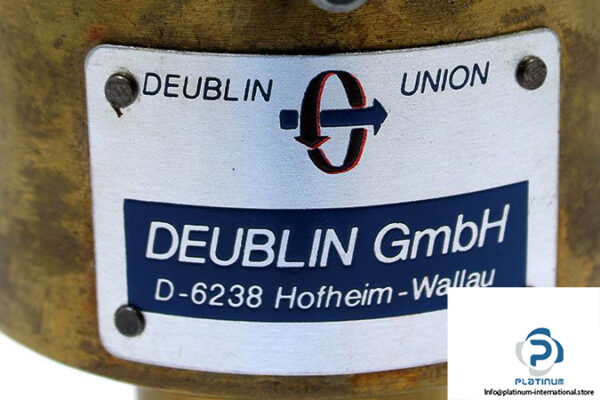 DEUBLIN UNION
DEUBLIN GmbH
D-6238 Hofheim-Wallau
PLATINUM
Info@platinum-international.store